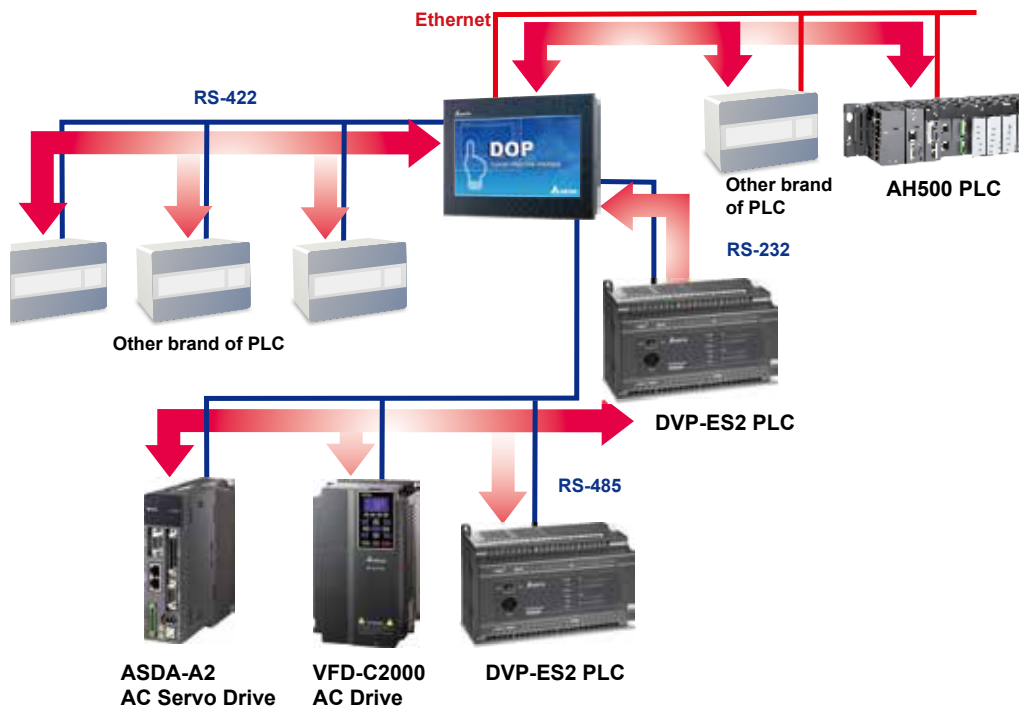 Ethernet
RS-422
DOP
Other brand
of PLC
AH500 PLC
RS-232
Other brand of PLC
DVP-ES2 PLC
RS-485
ASDA-A2
AC Servo Drive
VFD-C2000
AC Drive
DVP-ES2 PLC